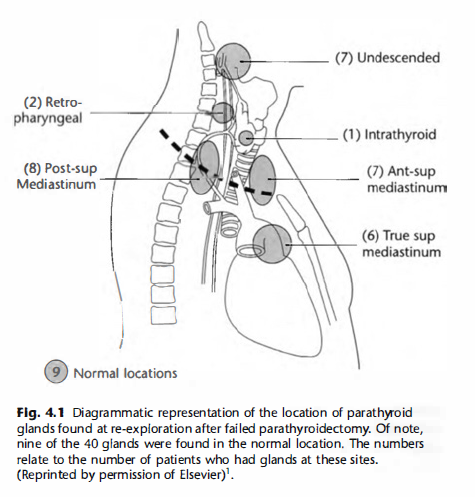 (7) Undescended
(2) Retro-
pharyngeal
(1) Intrathyroid
(8) Post-sup
Mediastinum
(7) Ant-sup
mediastinum
(6) True sup
mediastinum
9 Normal locations
Fig. 4.1 Diagrammatic representation of the location of parathyroid
glands found at re-exploration after failed parathyroidectomy. Of note,
nine of the 40 glands were found in the normal location. The numbers
relate to the number of patients who had glands at these sites.
(Reprinted by permission of Elsevier)¹.